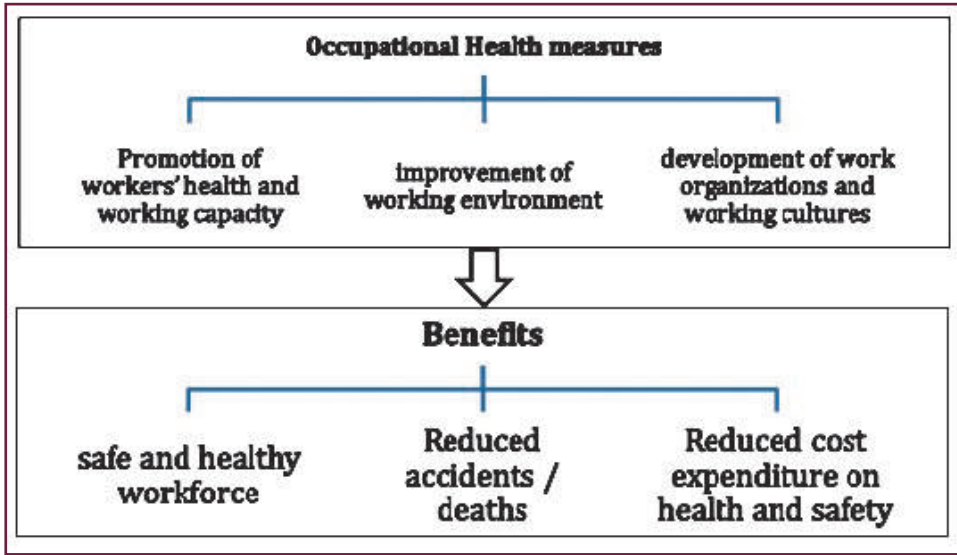 Occupational Health measures
Promotion of
workers' health and
working capacity
improvement of
working environment
development of work
organizations and
working cultures
Benefits
safe and healthy
workforce
Reduced
accidents /
deaths
Reduced cost
expenditure on
health and safety